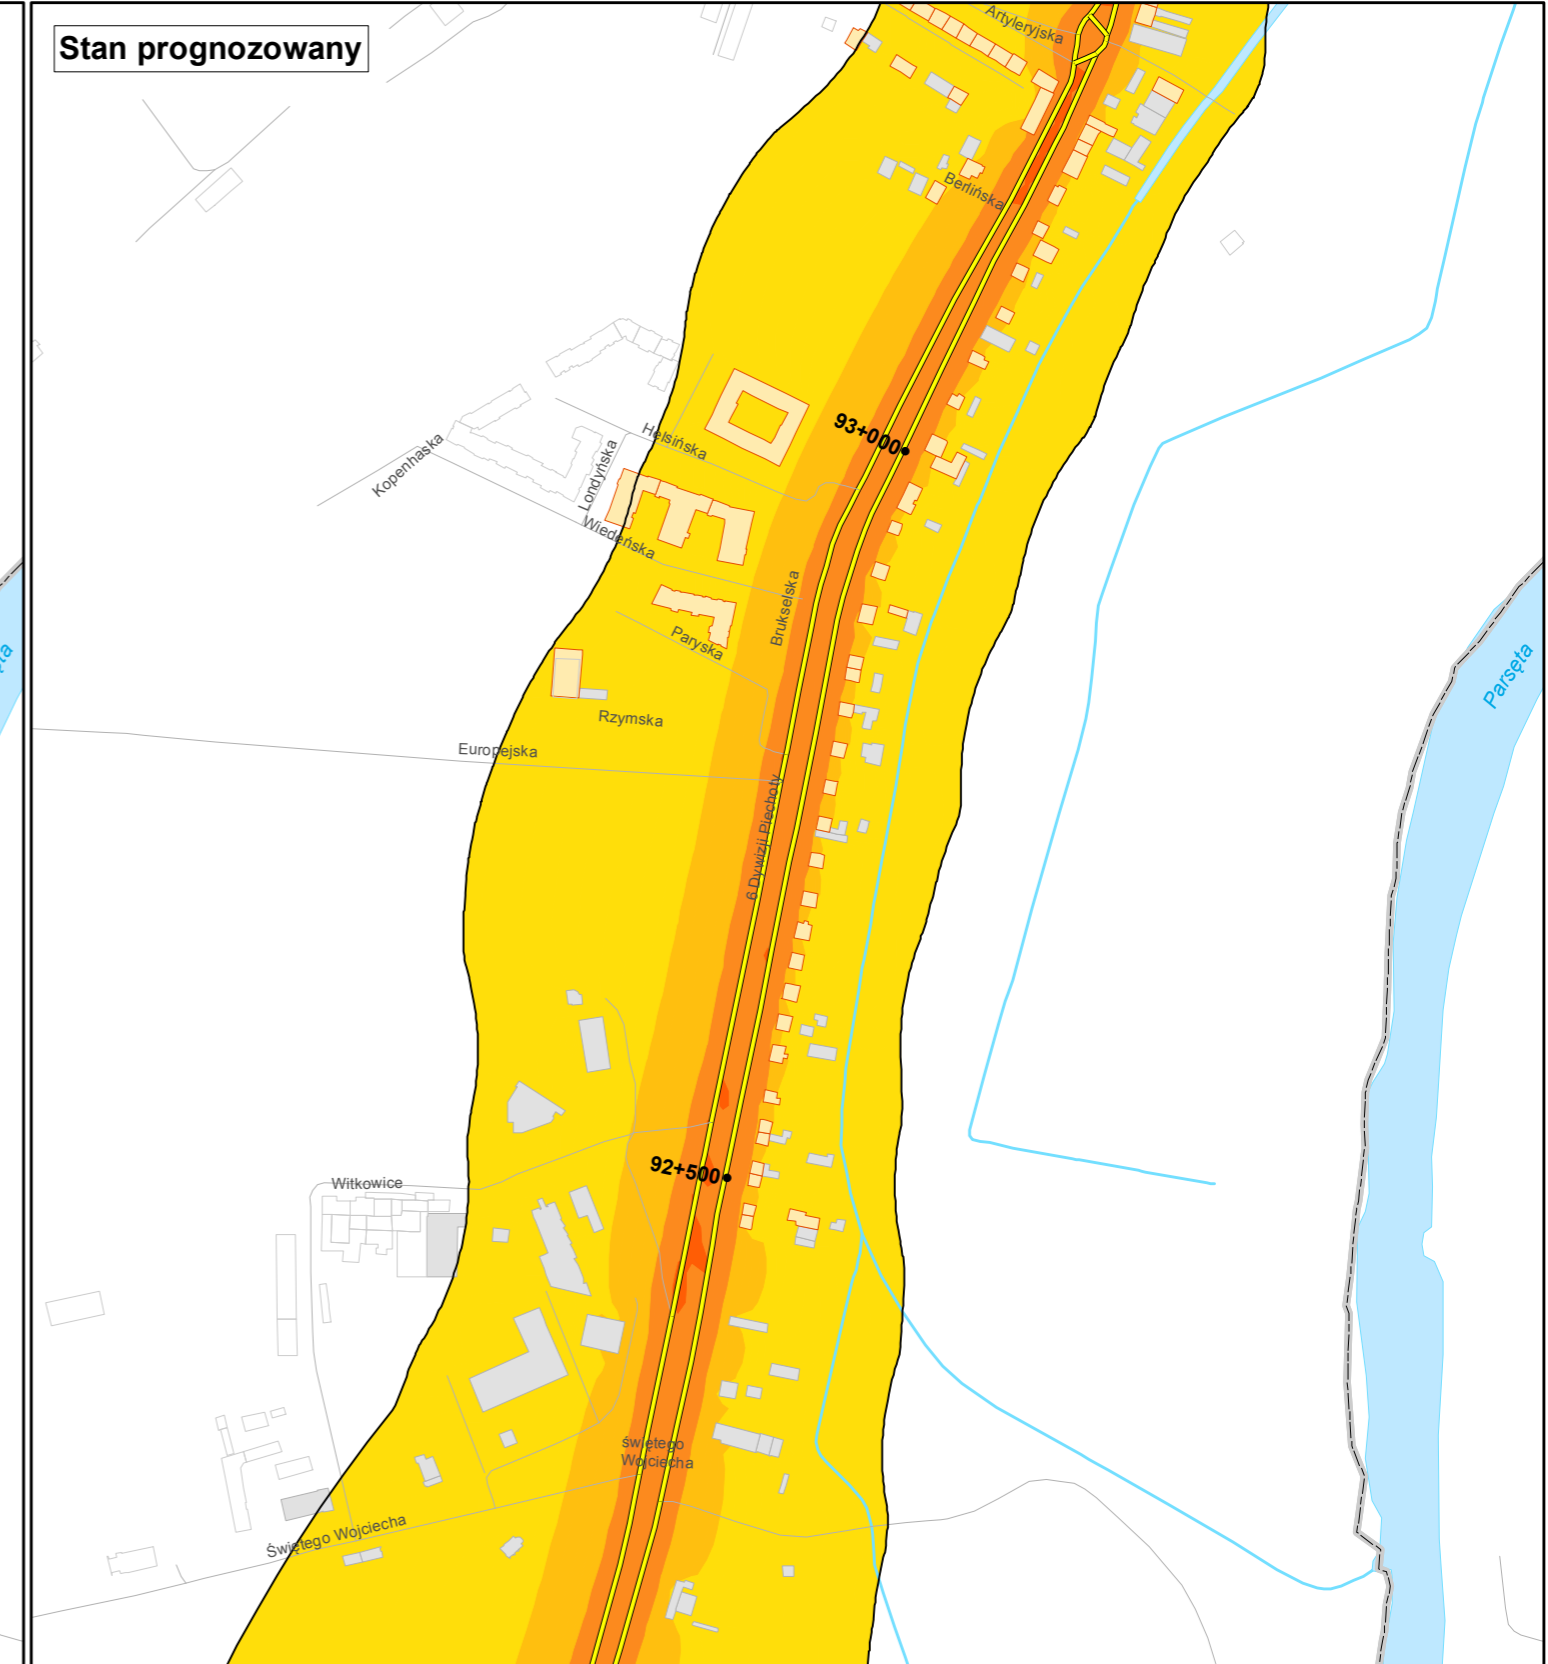 Stan prognozowany
Artyleryjska
Berlińska
93+000
Helsińska
Kopenhaska
Londyńska
Wiedeńska
Brukselska
Paryska
Parsęta
Rzymska
Europejska
6 Dywizji Piechoty
92+500
Witkowice
świętego
Wojciecha
Świętego Wojciecha